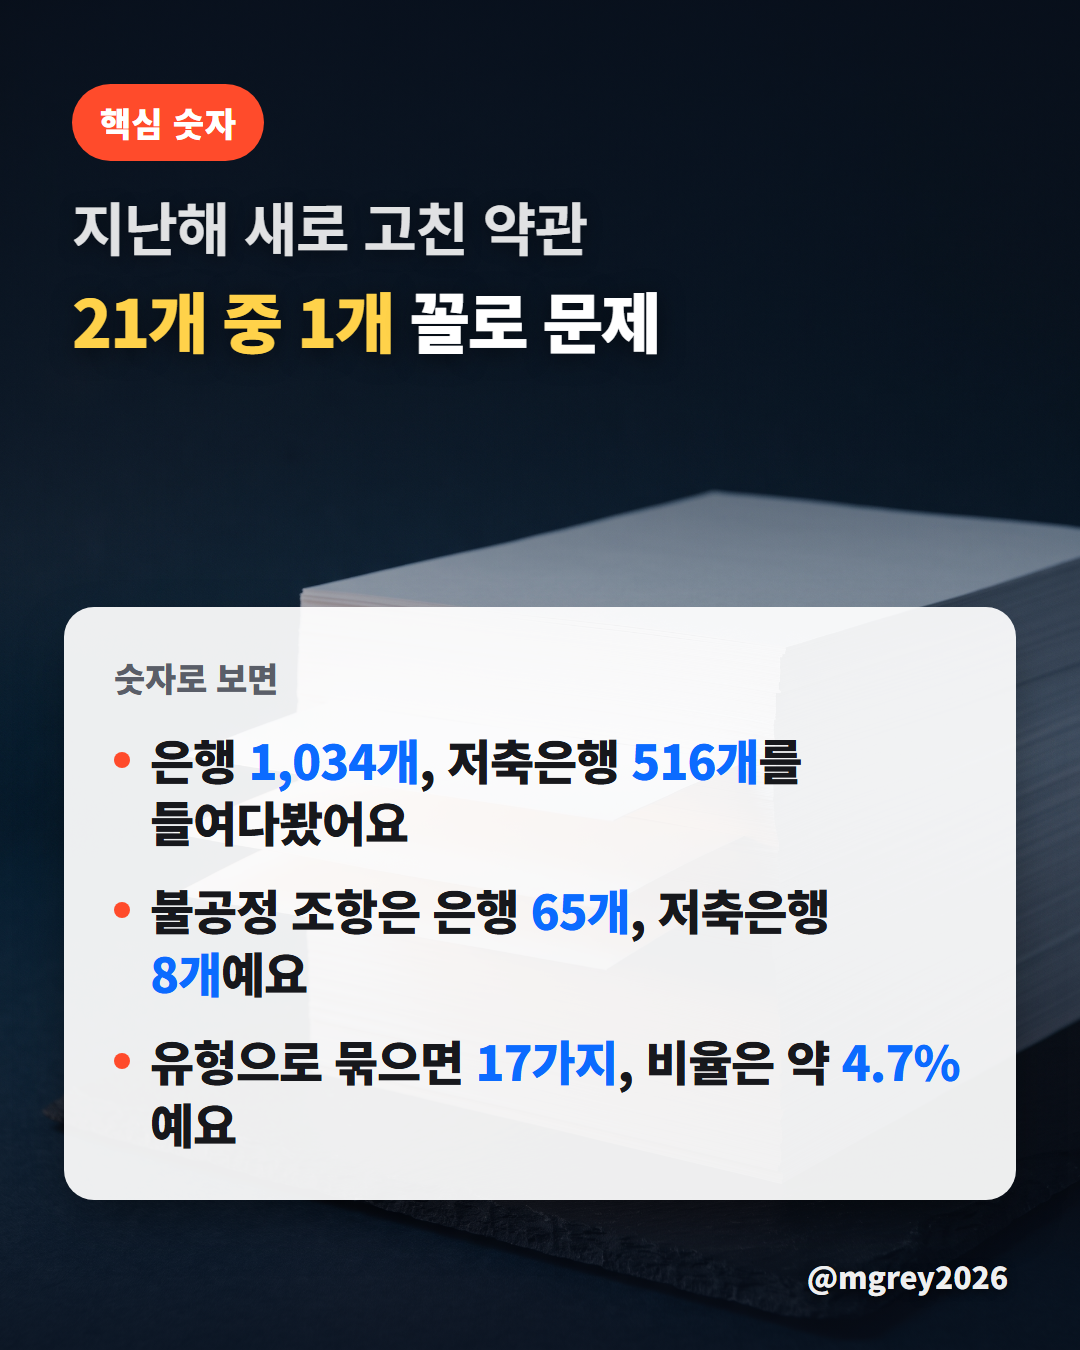 핵심 숫자
지난해 새로 고친 약관
21개 중 1개 꼴로 문제
숫자로 보면
은행 1,034개, 저축은행 516개를
들여다봤어요
불공정 조항은 은행 65개, 저축은행
8개예요
유형으로 묶으면 17가지, 비율은 약 4.7%
예요
@mgrey2026